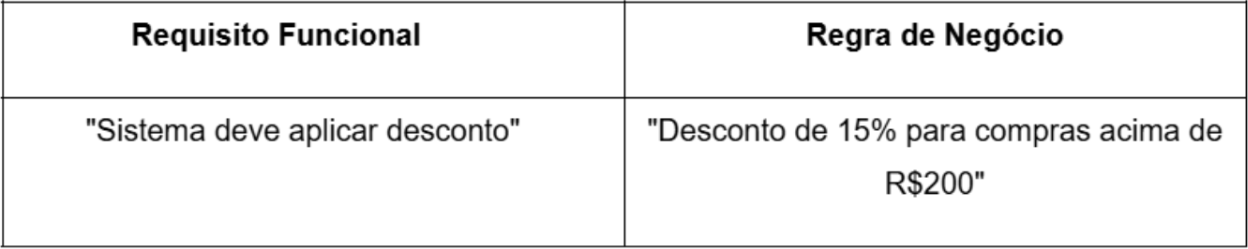 Requisito Funcional
Regra de Negócio
"Sistema deve aplicar desconto"
"Desconto de 15% para compras acima de
R$200"